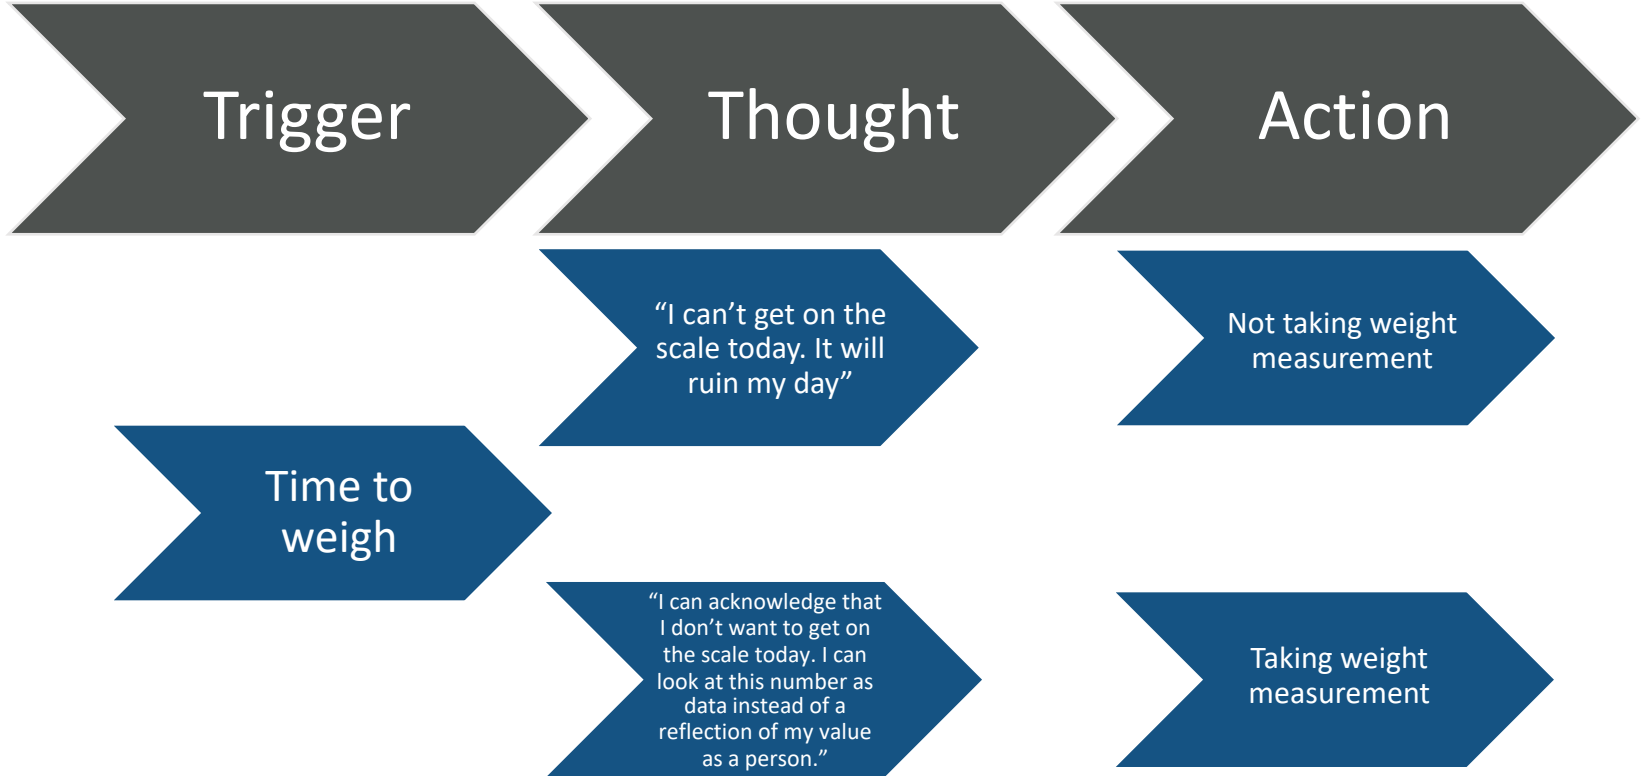 Trigger
Thought
Action
“I can’t get on the
scale today. It will
ruin my day”
Not taking weight
measurement
Time to
weigh
“I can acknowledge that
I don’t want to get on
the scale today. I can
look at this number as
data instead of a
reflection of my value
as a person.”
Taking weight
measurement